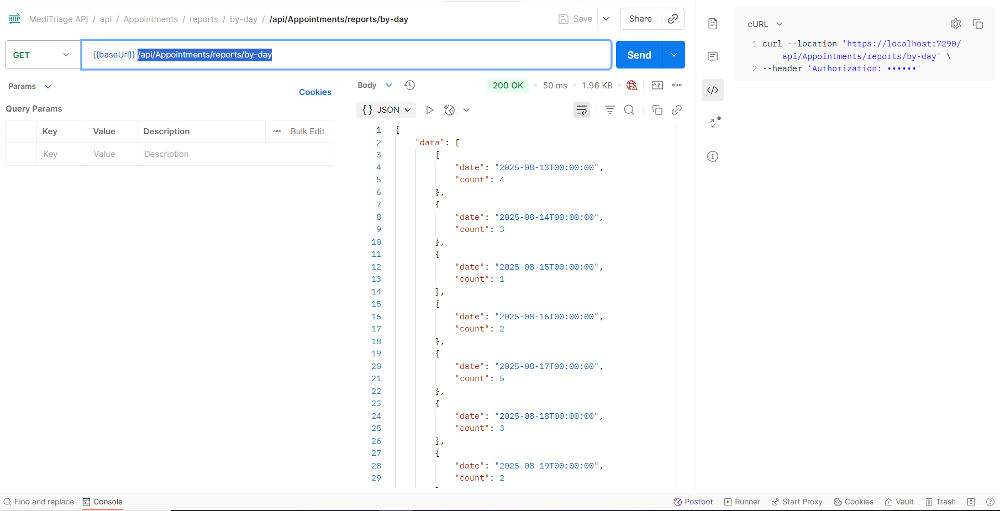 HTTP MediTriage API / api / Appointments / reports / by-day / /api/Appointments/reports/by-day Save Share
GET {{baseUrl}} /api/Appointments/reports/by-day Send
Params
Cookies
Query Params
Key Value Description Bulk Edit
Key Value Description
Body 200 OK 50 ms 1.96 KB e.g.
{} JSON
1 {
2 "data": [
3 {
4 "date": "2025-08-13T00:00:00",
5 "count": 4
6 },
7 {
8 "date": "2025-08-14T00:00:00",
9 "count": 3
10 },
11 {
12 "date": "2025-08-15T00:00:00",
13 "count": 1
14 },
15 {
16 "date": "2025-08-16T00:00:00",
17 "count": 2
18 },
19 {
20 "date": "2025-08-17T00:00:00",
21 "count": 5
22 },
23 {
24 "date": "2025-08-18T00:00:00",
25 "count": 3
26 },
27 {
28 "date": "2025-08-19T00:00:00",
29 "count": 2
cURL
1 curl --location 'https://localhost:7290/
api/Appointments/reports/by-day' \
2 --header 'Authorization: ••••••'
Find and replace Console Postbot Runner Start Proxy Cookies Vault Trash